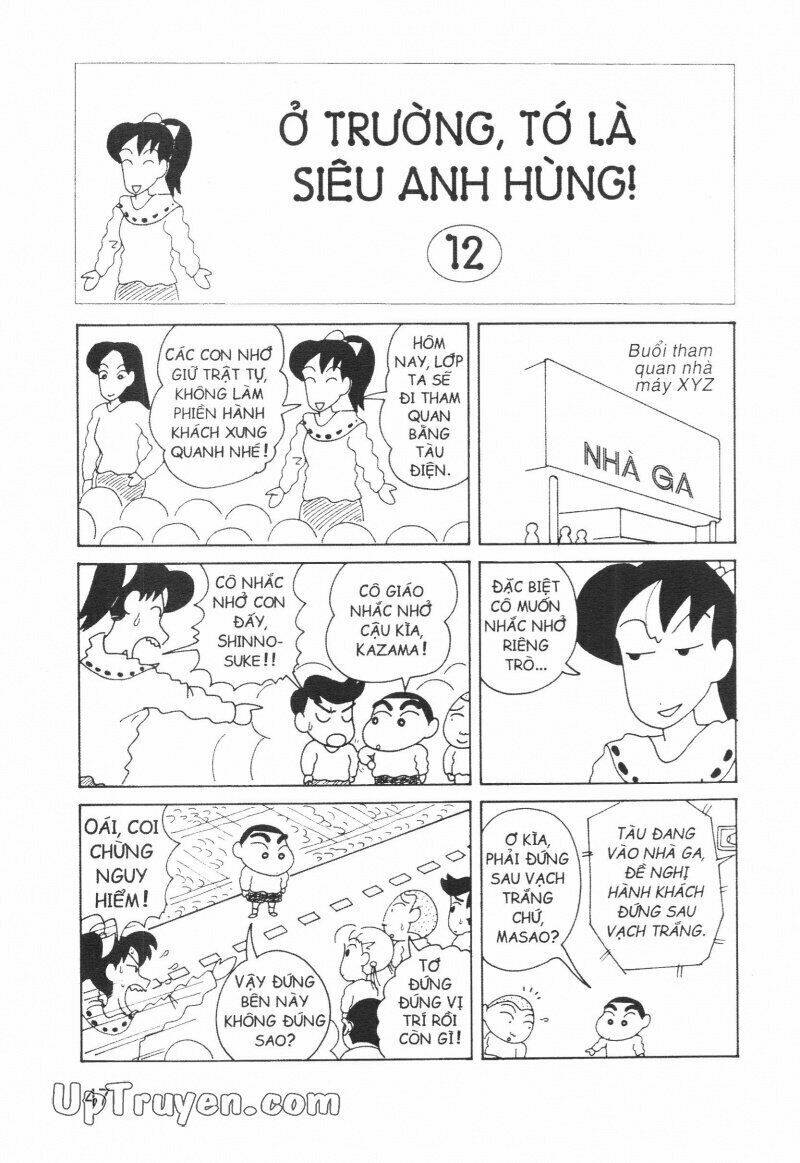 Ở TRƯỜNG, TỚ LÀ
SIÊU ANH HÙNG!
12
Buổi tham
quan nhà
máy XYZ
NHÀ GA
HÔM
NAY, LỚP
TA SẼ
ĐI THAM
QUAN
BẰNG
TÀU
ĐIỆN.
CÁC CON NHỚ
GIỮ TRẬT TỰ,
KHÔNG LÀM
PHIỀN HÀNH
KHÁCH XUNG
QUANH NHÉ!
ĐẶC BIỆT
CÔ MUỐN
NHẮC NHỞ
RIÊNG
TRÒ...
CÔ GIÁO
NHẮC NHỞ
CẬU KÌA,
KAZAMA!
CÔ NHẮC
NHỞ CON
ĐẤY,
SHINNO-
SUKE!!
TÀU ĐANG
VÀO NHÀ GA,
ĐỀ NGHỊ
HÀNH KHÁCH
ĐỨNG SAU
VẠCH TRẮNG.
Ơ KÌA,
PHẢI ĐỨNG
SAU VẠCH
TRẮNG
CHỨ,
MASAO?
TỚ
ĐỨNG
ĐÚNG VỊ
TRÍ RỒI
CÒN GÌ!
VẬY ĐỨNG
BÊN NÀY
KHÔNG ĐÚNG
SAO?
OÁI, COI
CHỪNG
NGUY
HIỂM!
47
UpTruyen.com